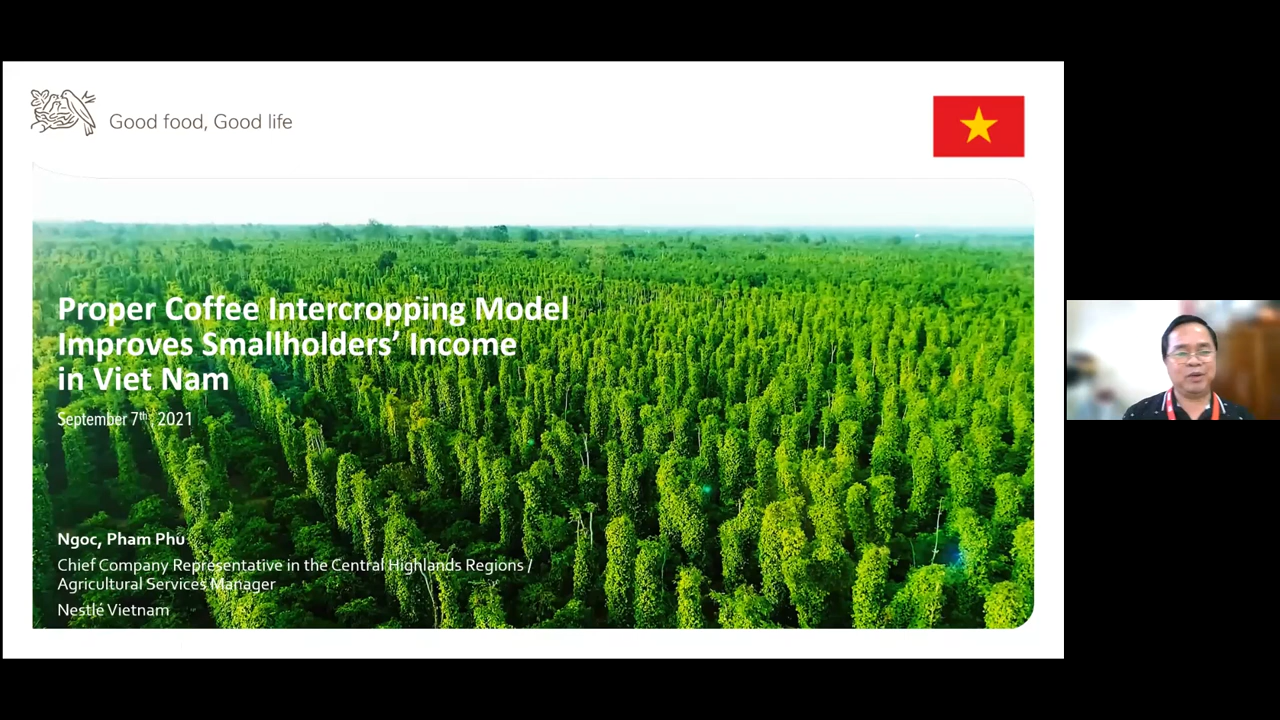 Good food, Good life
Proper Coffee Intercropping Model
Improves Smallholders’ Income
in Viet Nam
September 7th, 2021
Ngoc, Pham Phu
Chief Company Representative in the Central Highlands Regions /
Agricultural Services Manager
Nestlé Vietnam